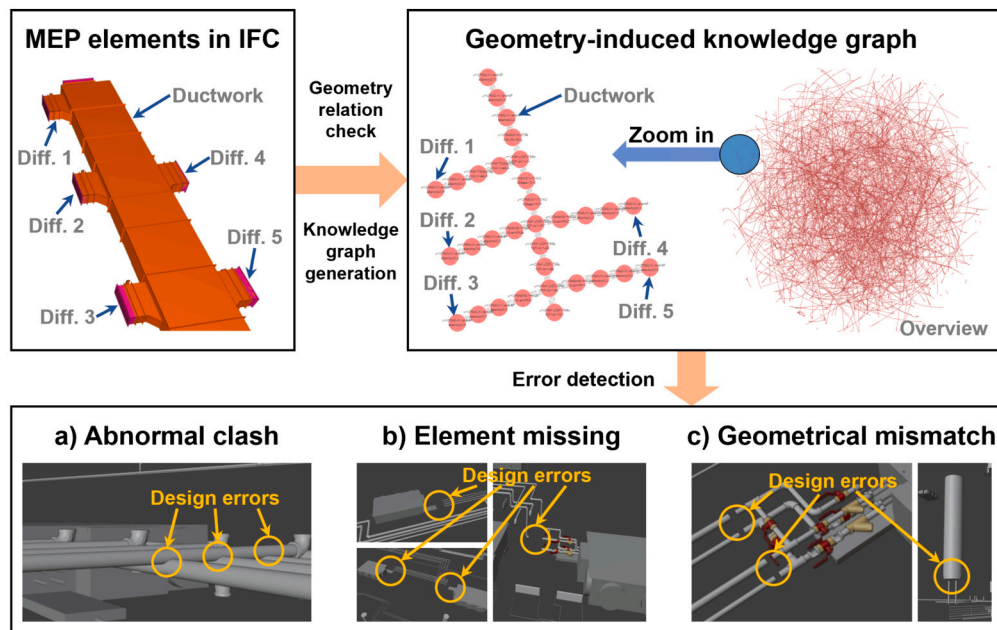 MEP elements in IFC
Ductwork
Diff. 1
Diff. 4
Diff. 2
Diff. 5
Diff. 3
Geometry
relation
check
Knowledge
graph
generation
Geometry-induced knowledge graph
Ductwork
Diff. 1
Diff. 2
Diff. 4
Diff. 3
Diff. 5
Zoom in
Overview
Error detection
a) Abnormal clash
Design errors
b) Element missing
Design errors
c) Geometrical mismatch
Design errors